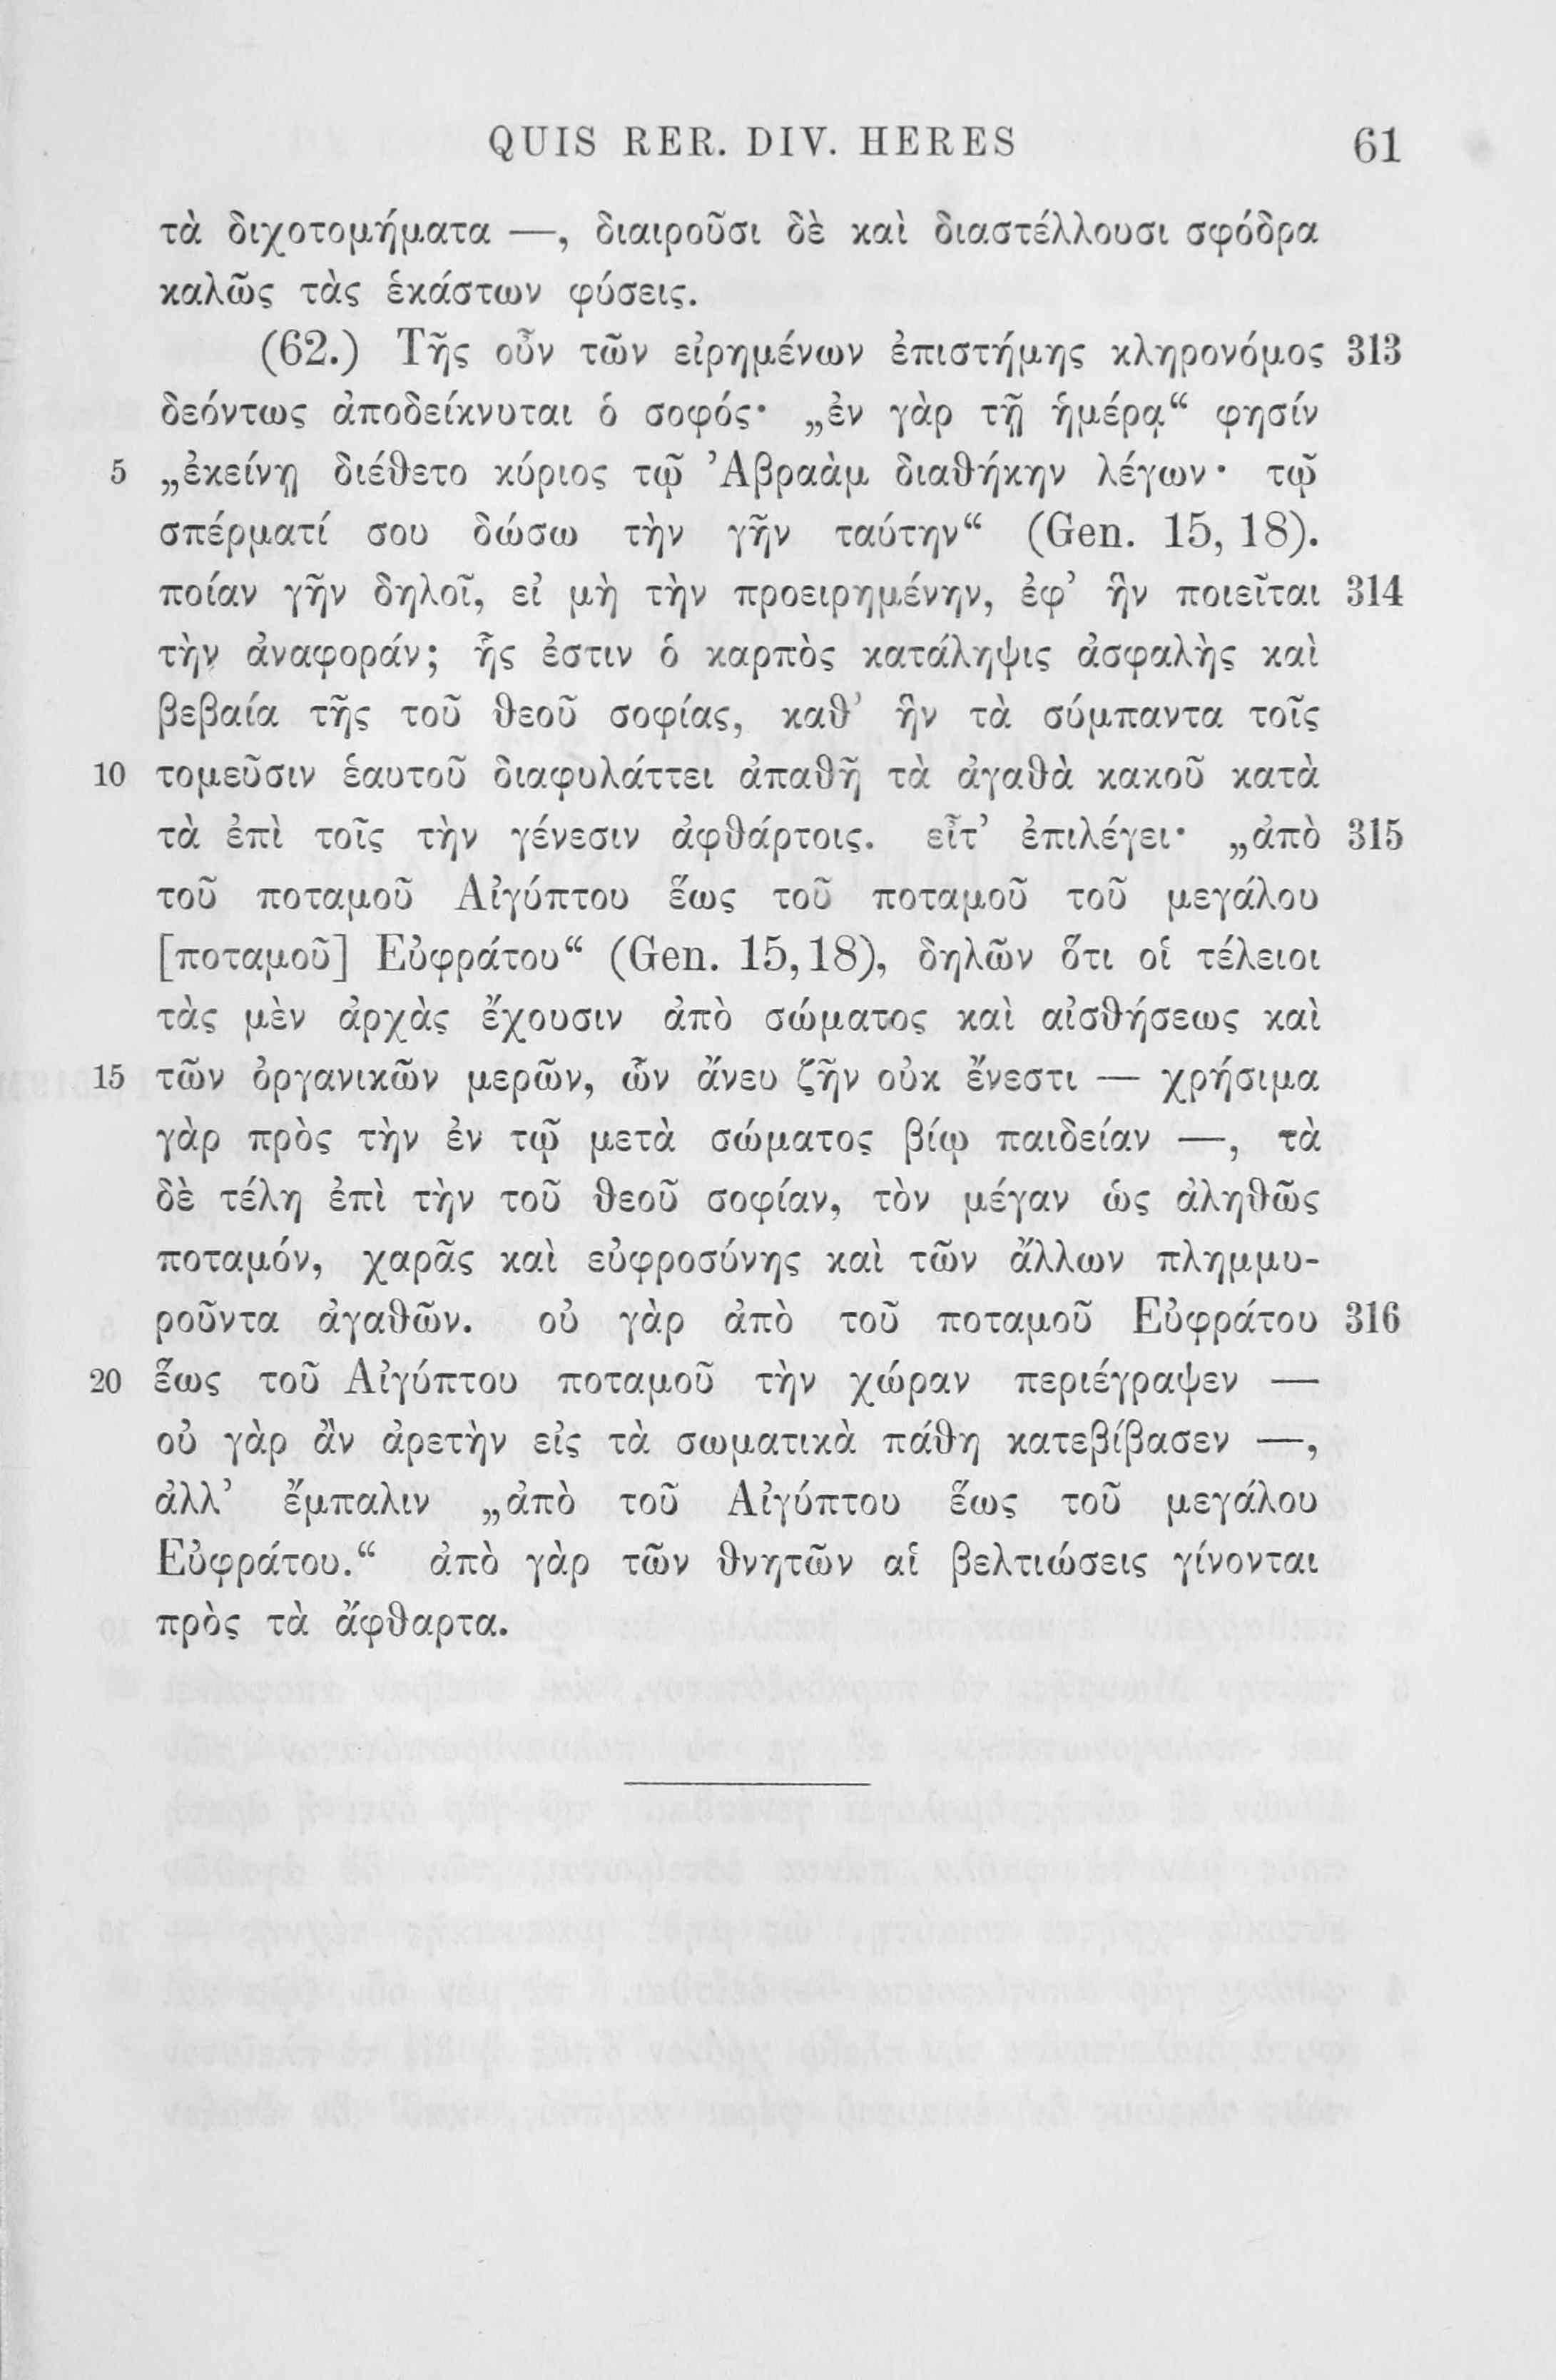 QUIS RER. DIV. HERES 61
τὰ διχοτομήματα —, διαιροῦσι δὲ καὶ διαστέλλουσι σφόδρα
καλῶς τὰς ἑκάστων φύσεις.
(62.) Τῆς οὖν τῶν εἰρημένων ἐπιστήμης κληρονόμος 313
δεόντως ἀποδείκνυται ὁ σοφός· „ἐν γὰρ τῇ ἡμέρᾳ“ φησίν
5 „ἐκείνῃ διέθετο κύριος τῷ Ἀβραὰμ διαθήκην λέγων· τῷ
σπέρματί σου δώσω τὴν γῆν ταύτην“ (Gen. 15, 18).
ποίαν γῆν δηλοῖ, εἰ μὴ τὴν προειρημένην, ἐφ’ ἣν ποιεῖται 314
τὴν ἀναφοράν; ἧς ἐστιν ὁ καρπὸς κατάληψις ἀσφαλὴς καὶ
βεβαία τῆς τοῦ θεοῦ σοφίας, καθ’ ἣν τὰ σύμπαντα τοῖς
10 τομεῦσιν ἑαυτοῦ διαφυλάττει ἀπαθῆ τὰ ἀγαθὰ κακοῦ κατὰ
τὰ ἐπὶ τοῖς τὴν γένεσιν ἀφθάρτοις. εἶτ’ ἐπιλέγει· „ἀπὸ 315
τοῦ ποταμοῦ Αἰγύπτου ἕως τοῦ ποταμοῦ τοῦ μεγάλου
[ποταμοῦ] Εὐφράτου“ (Gen. 15,18), δηλῶν ὅτι οἱ τέλειοι
τὰς μὲν ἀρχὰς ἔχουσιν ἀπὸ σώματος καὶ αἰσθήσεως καὶ
15 τῶν ὀργανικῶν μερῶν, ὧν ἄνευ ζῆν οὐκ ἔνεστι — χρήσιμα
γὰρ πρὸς τὴν ἐν τῷ μετὰ σώματος βίῳ παιδείαν —, τὰ
δὲ τέλη ἐπὶ τὴν τοῦ θεοῦ σοφίαν, τὸν μέγαν ὡς ἀληθῶς
ποταμόν, χαρᾶς καὶ εὐφροσύνης καὶ τῶν ἄλλων πλημμυ-
ροῦντα ἀγαθῶν. οὐ γὰρ ἀπὸ τοῦ ποταμοῦ Εὐφράτου 316
20 ἕως τοῦ Αἰγύπτου ποταμοῦ τὴν χώραν περιέγραψεν —
οὐ γὰρ ἂν ἀρετὴν εἰς τὰ σωματικὰ πάθη κατεβίβασεν —,
ἀλλ’ ἔμπαλιν „ἀπὸ τοῦ Αἰγύπτου ἕως τοῦ μεγάλου
Εὐφράτου.“ ἀπὸ γὰρ τῶν θνητῶν αἱ βελτιώσεις γίνονται
πρὸς τὰ ἄφθαρτα.